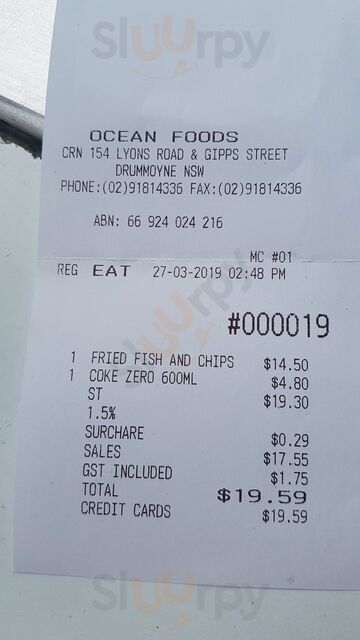 Sluurpy
OCEAN FOODS
CRN 154 LYONS ROAD & GIPPS STREET
DRUMMOYNE NSW
PHONE:(02)91814336 FAX:(02)91814336
ABN: 66 924 024 216
MC #01
REG EAT 27-03-2019 02:48 PM
#000019
1 FRIED FISH AND CHIPS $14.50
1 COKE ZERO 600ML $4.80
ST $19.30
1.5%
SURCHARE $0.29
SALES $17.55
GST INCLUDED $1.75
TOTAL $19.59
CREDIT CARDS $19.59
Sluurpy
Sluurpy